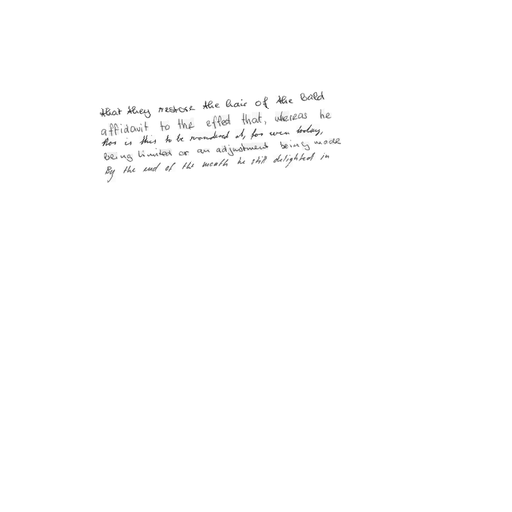 that they restore the hair of the Bald
affidavit to the effect that, whereas he
Nor is this to be wondered at, for even today,
being limited or an adjustment being made
By the end of the month he still delighted in